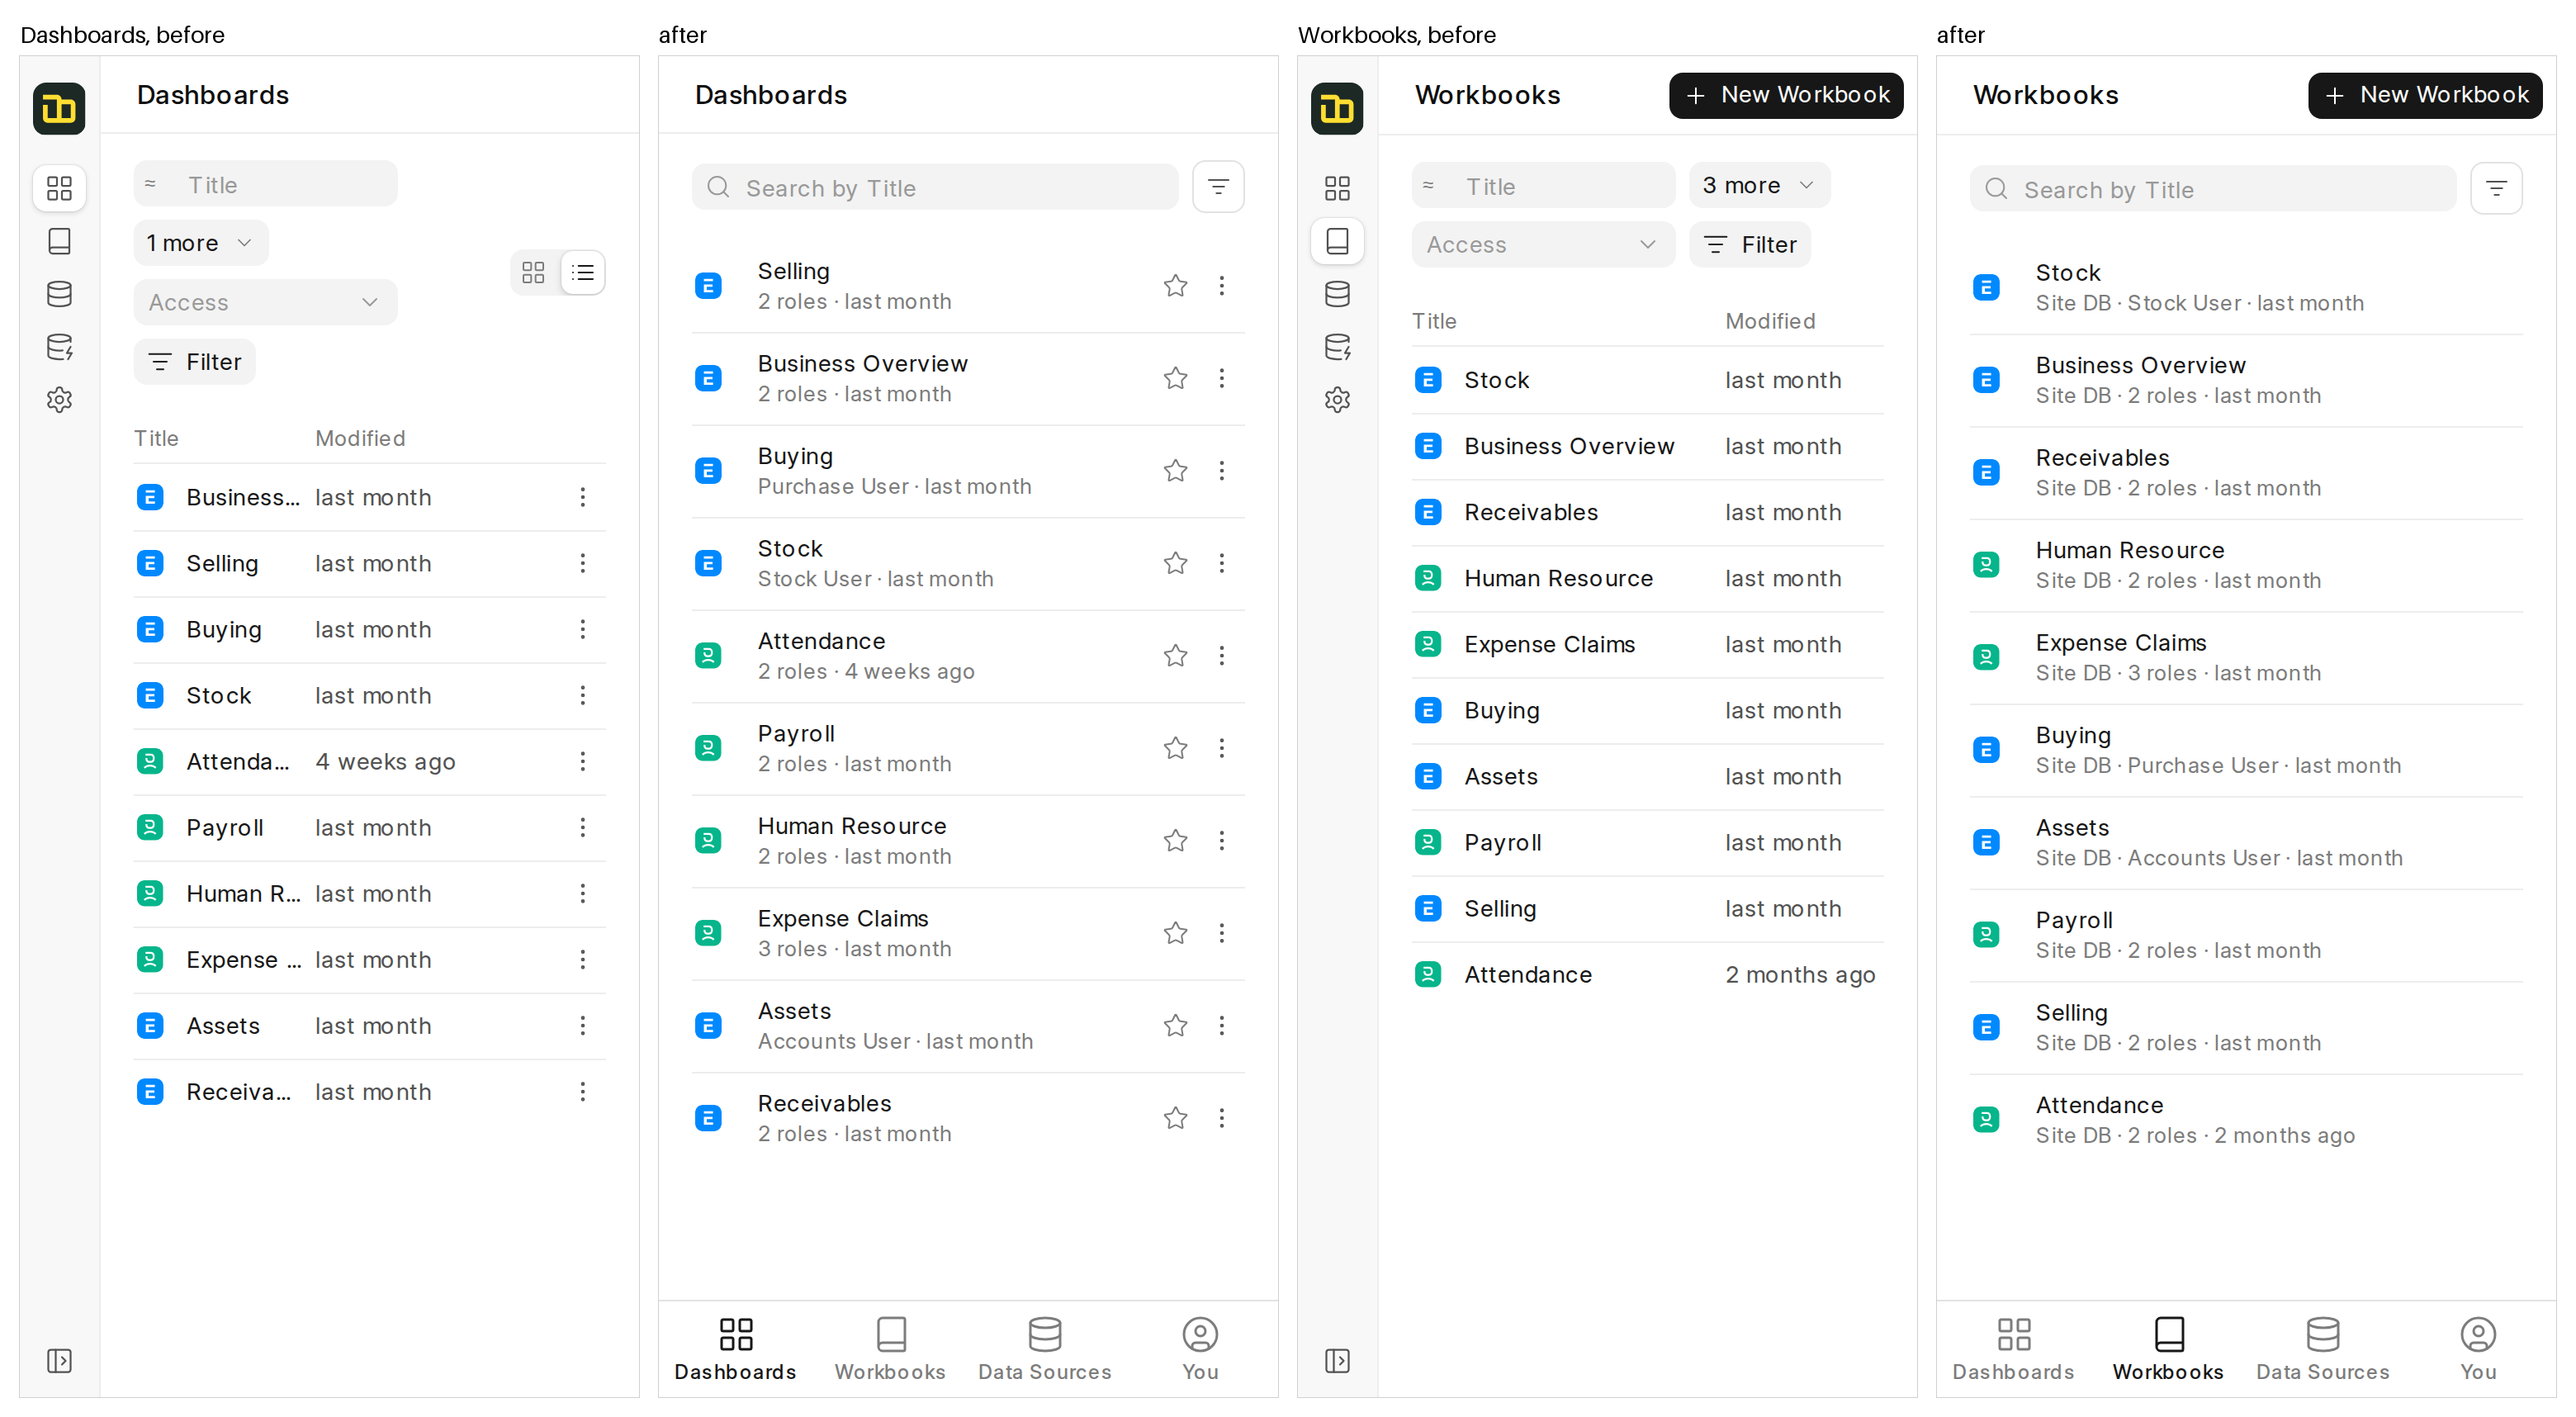 Dashboards, before
Dashboards
≈ Title
1 more
Access
Filter
Title Modified
Business... last month
Selling last month
Buying last month
Stock last month
Attenda... 4 weeks ago
Payroll last month
Human R... last month
Expense ... last month
Assets last month
Receiva... last month
after
Dashboards
Search by Title
Selling
2 roles · last month
Business Overview
2 roles · last month
Buying
Purchase User · last month
Stock
Stock User · last month
Attendance
2 roles · 4 weeks ago
Payroll
2 roles · last month
Human Resource
2 roles · last month
Expense Claims
3 roles · last month
Assets
Accounts User · last month
Receivables
2 roles · last month
Dashboards Workbooks Data Sources You
Workbooks, before
Workbooks + New Workbook
≈ Title 3 more
Access Filter
Title Modified
Stock last month
Business Overview last month
Receivables last month
Human Resource last month
Expense Claims last month
Buying last month
Assets last month
Payroll last month
Selling last month
Attendance 2 months ago
after
Workbooks + New Workbook
Search by Title
Stock
Site DB · Stock User · last month
Business Overview
Site DB · 2 roles · last month
Receivables
Site DB · 2 roles · last month
Human Resource
Site DB · 2 roles · last month
Expense Claims
Site DB · 3 roles · last month
Buying
Site DB · Purchase User · last month
Assets
Site DB · Accounts User · last month
Payroll
Site DB · 2 roles · last month
Selling
Site DB · 2 roles · last month
Attendance
Site DB · 2 roles · 2 months ago
Dashboards Workbooks Data Sources You